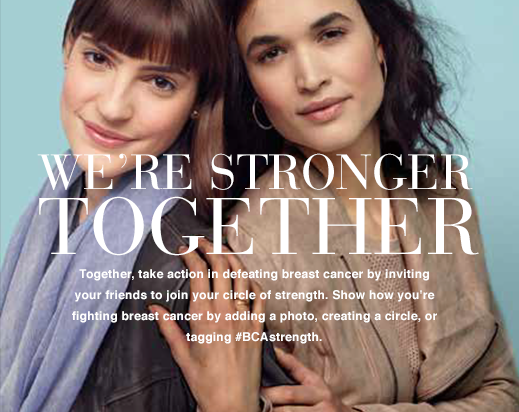 WE'RE STRONGER
TOGETHER
Together, take action in defeating breast cancer by inviting
your friends to join your circle of strength. Show how you're
fighting breast cancer by adding a photo, creating a circle, or
tagging #BCAstrength.